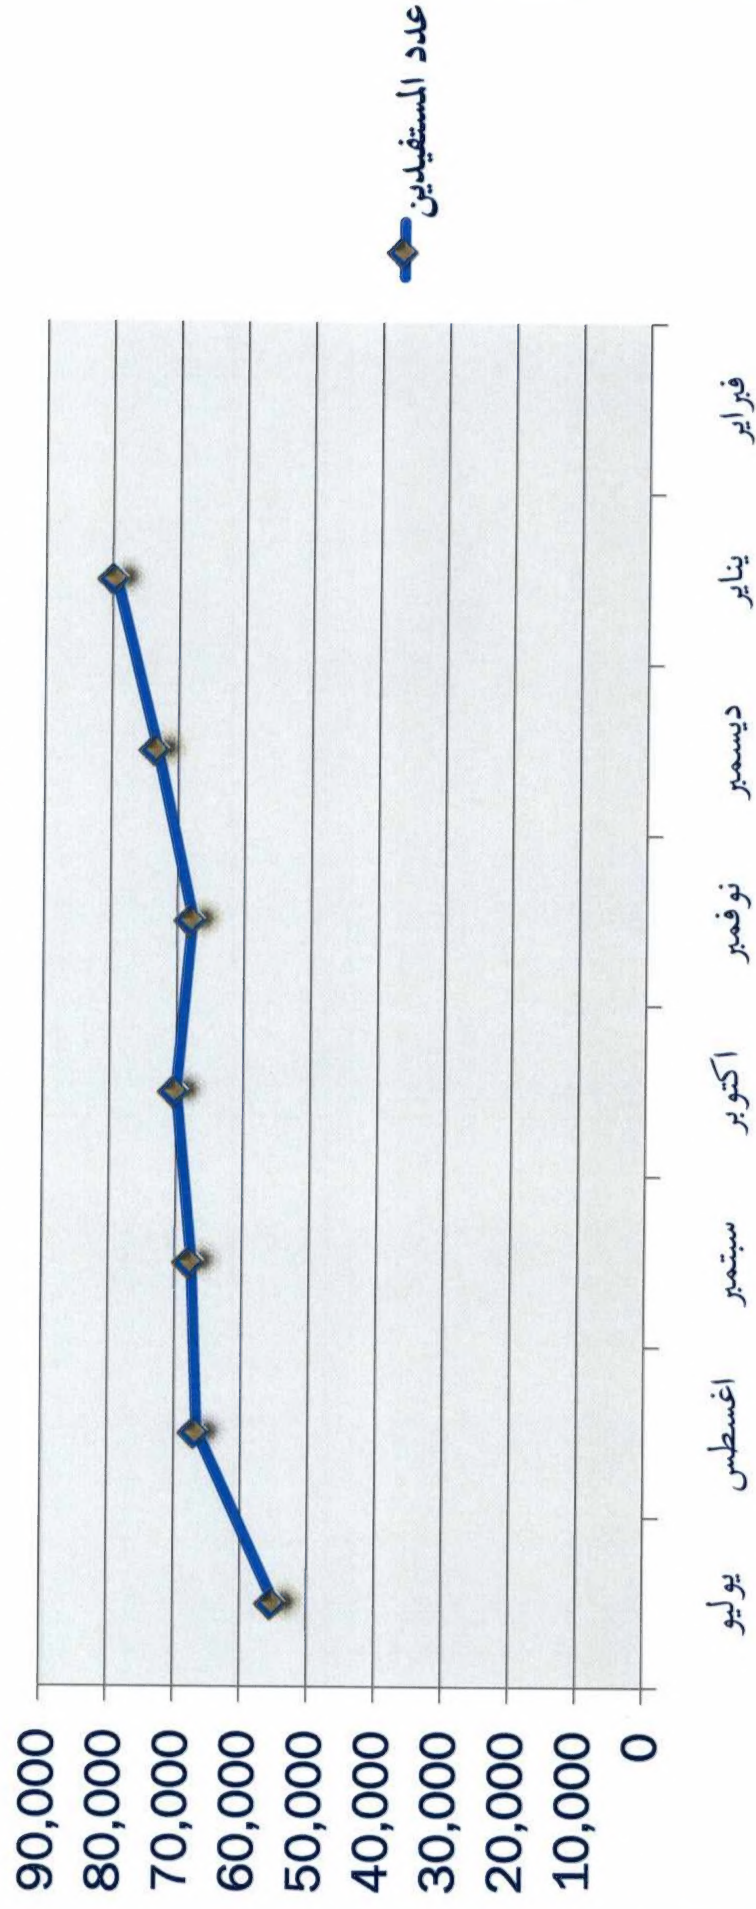 90,000
80,000
70,000
60,000
50,000
40,000
30,000
20,000
10,000
0
يوليو
اغسطس
سبتمبر
اكتوبر
نوفمبر
ديسمبر
يناير
فبراير
عدد المستفيدين